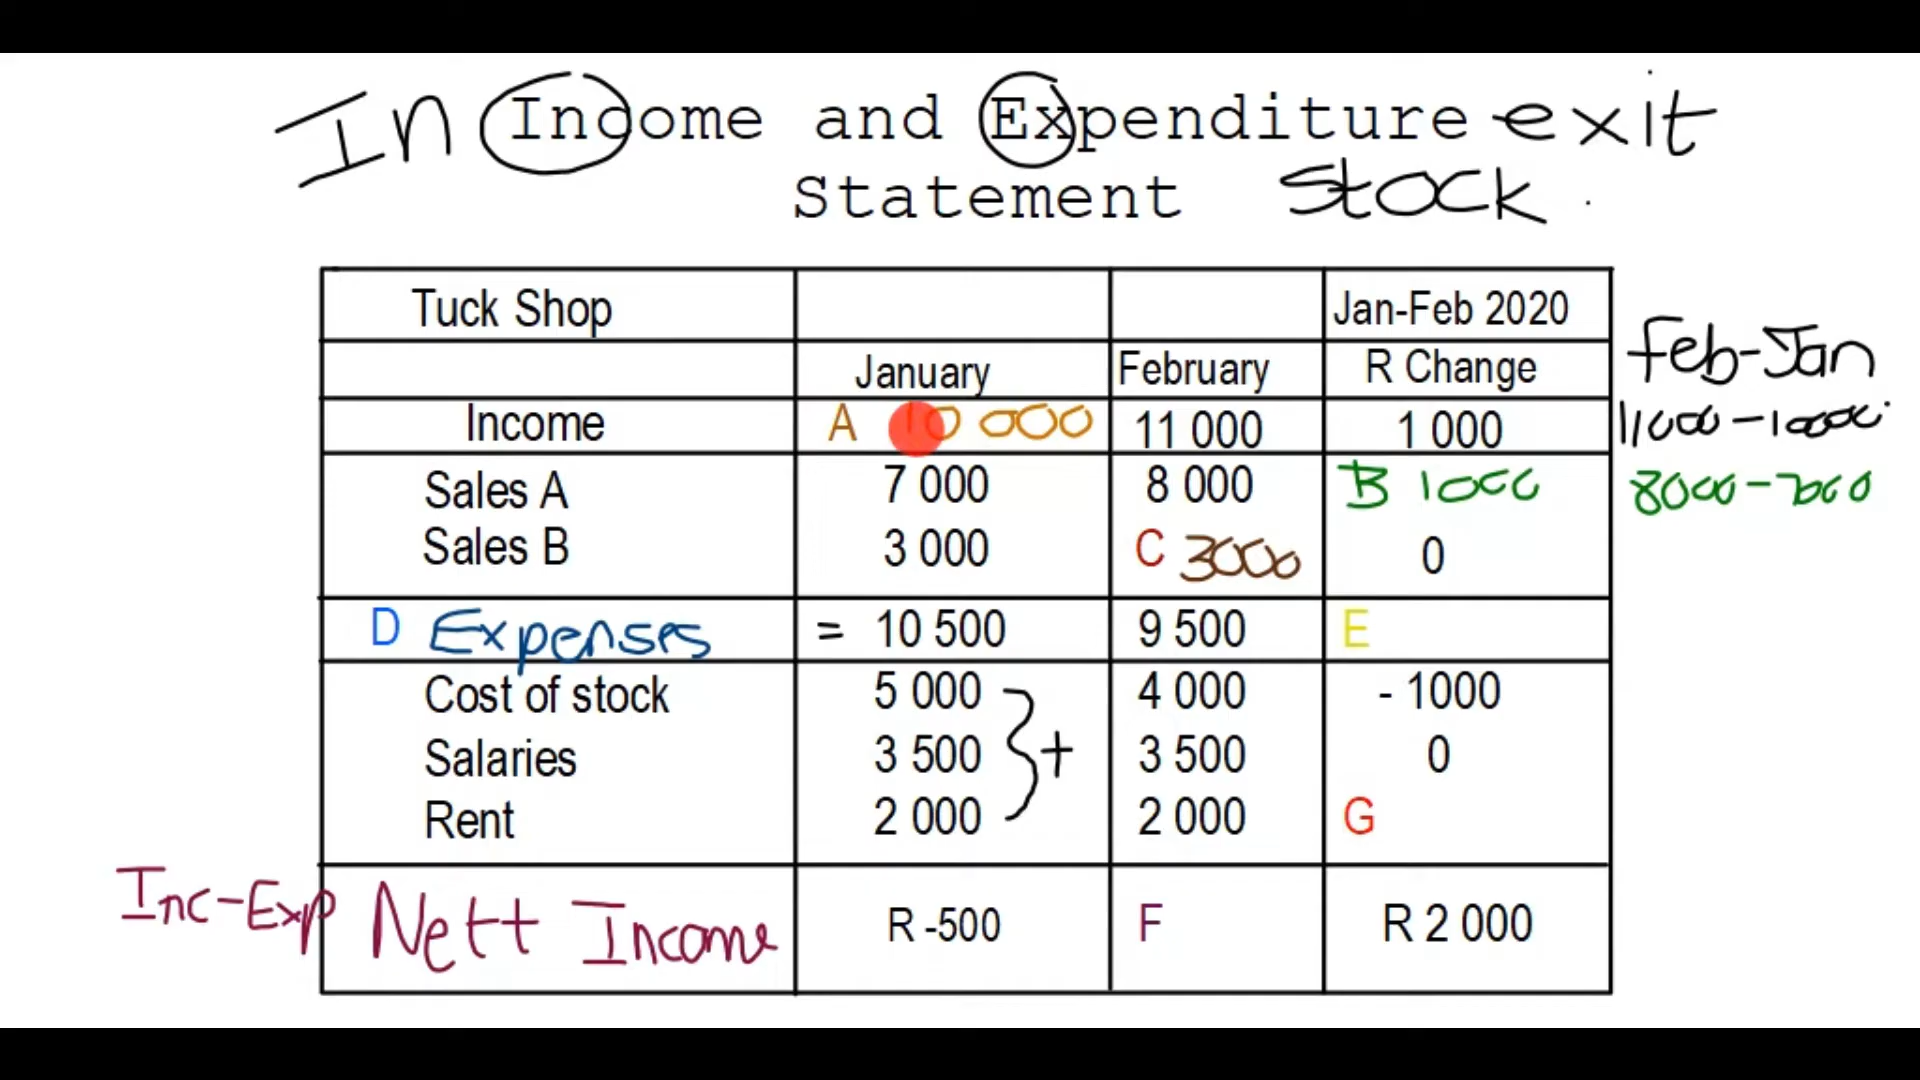 In Income and Expenditure exit
Statement stock.
Tuck Shop Jan-Feb 2020
January February R Change Feb-Jan
Income A 10 000 11 000 1 000 11000-10000
Sales A 7 000 8 000 B 1000 8000-7000
Sales B 3 000 C 3000 0
D Expenses = 10 500 9 500 E
Cost of stock 5 000 4 000 - 1000
Salaries 3 500 + 3 500 0
Rent 2 000 2 000 G
Inc-Exp Nett Income R -500 F R 2 000